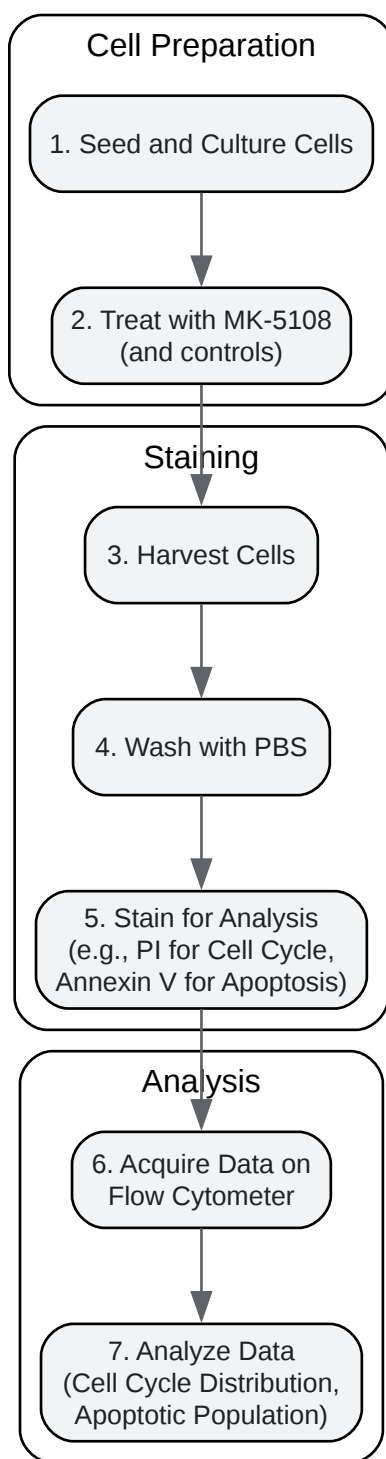 Cell Preparation
1. Seed and Culture Cells
2. Treat with MK-5108
(and controls)
Staining
3. Harvest Cells
4. Wash with PBS
5. Stain for Analysis
(e.g., PI for Cell Cycle,
Annexin V for Apoptosis)
Analysis
6. Acquire Data on
Flow Cytometer
7. Analyze Data
(Cell Cycle Distribution,
Apoptotic Population)